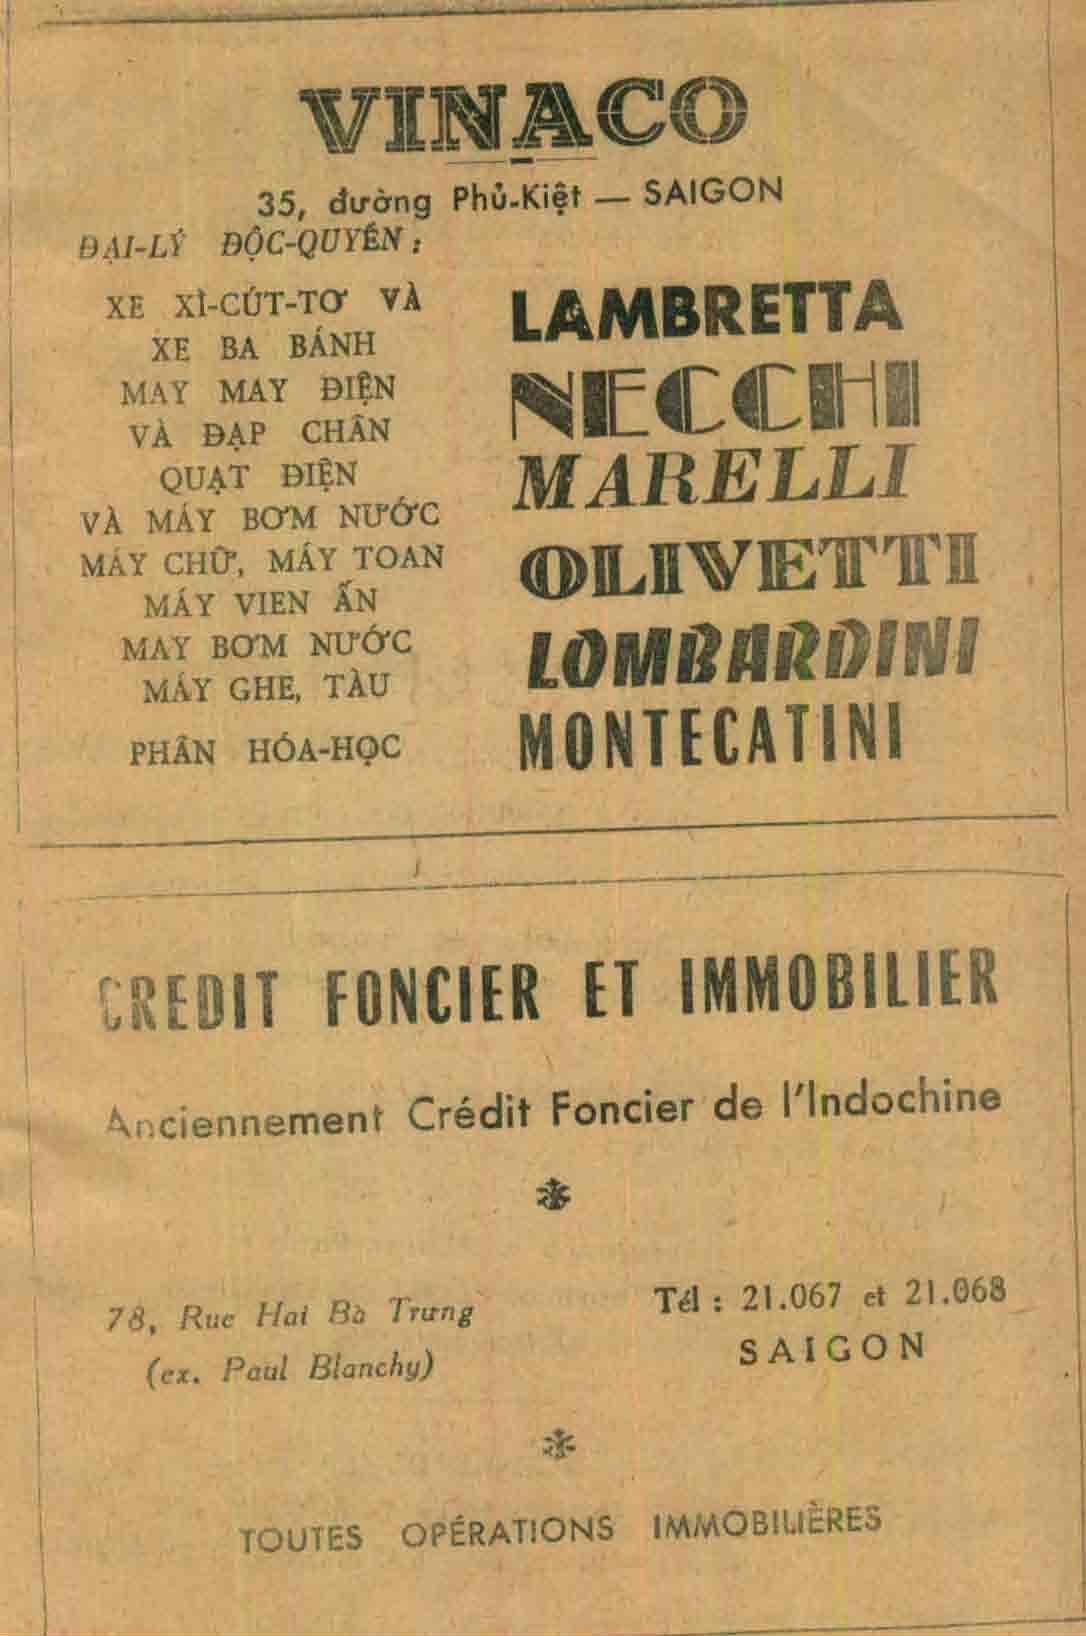 VINACO
35, đường Phủ-Kiệt — SAIGON
ĐẠI-LÝ ĐỘC-QUYỀN :
XE XÌ-CÚT-TƠ VÀ
XE BA BÁNH
LAMBRETTA
MAY MAY ĐIỆN
VÀ ĐẠP CHÂN
NECCHI
QUẠT ĐIỆN
VÀ MÁY BƠM NƯỚC
MARELLI
MÁY CHỮ, MÁY TOAN
MÁY VIEN ẤN
OLIVETTI
MAY BƠM NƯỚC
MÁY GHE, TÀU
LOMBARDINI
PHÂN HÓA-HỌC
MONTECATINI
CREDIT FONCIER ET IMMOBILIER
Anciennement Crédit Foncier de l'Indochine
78, Rue Hai Bà Trưng
(ex. Paul Blanchy)
Tél : 21.067 et 21.068
SAIGON
TOUTES OPÉRATIONS IMMOBILIÈRES